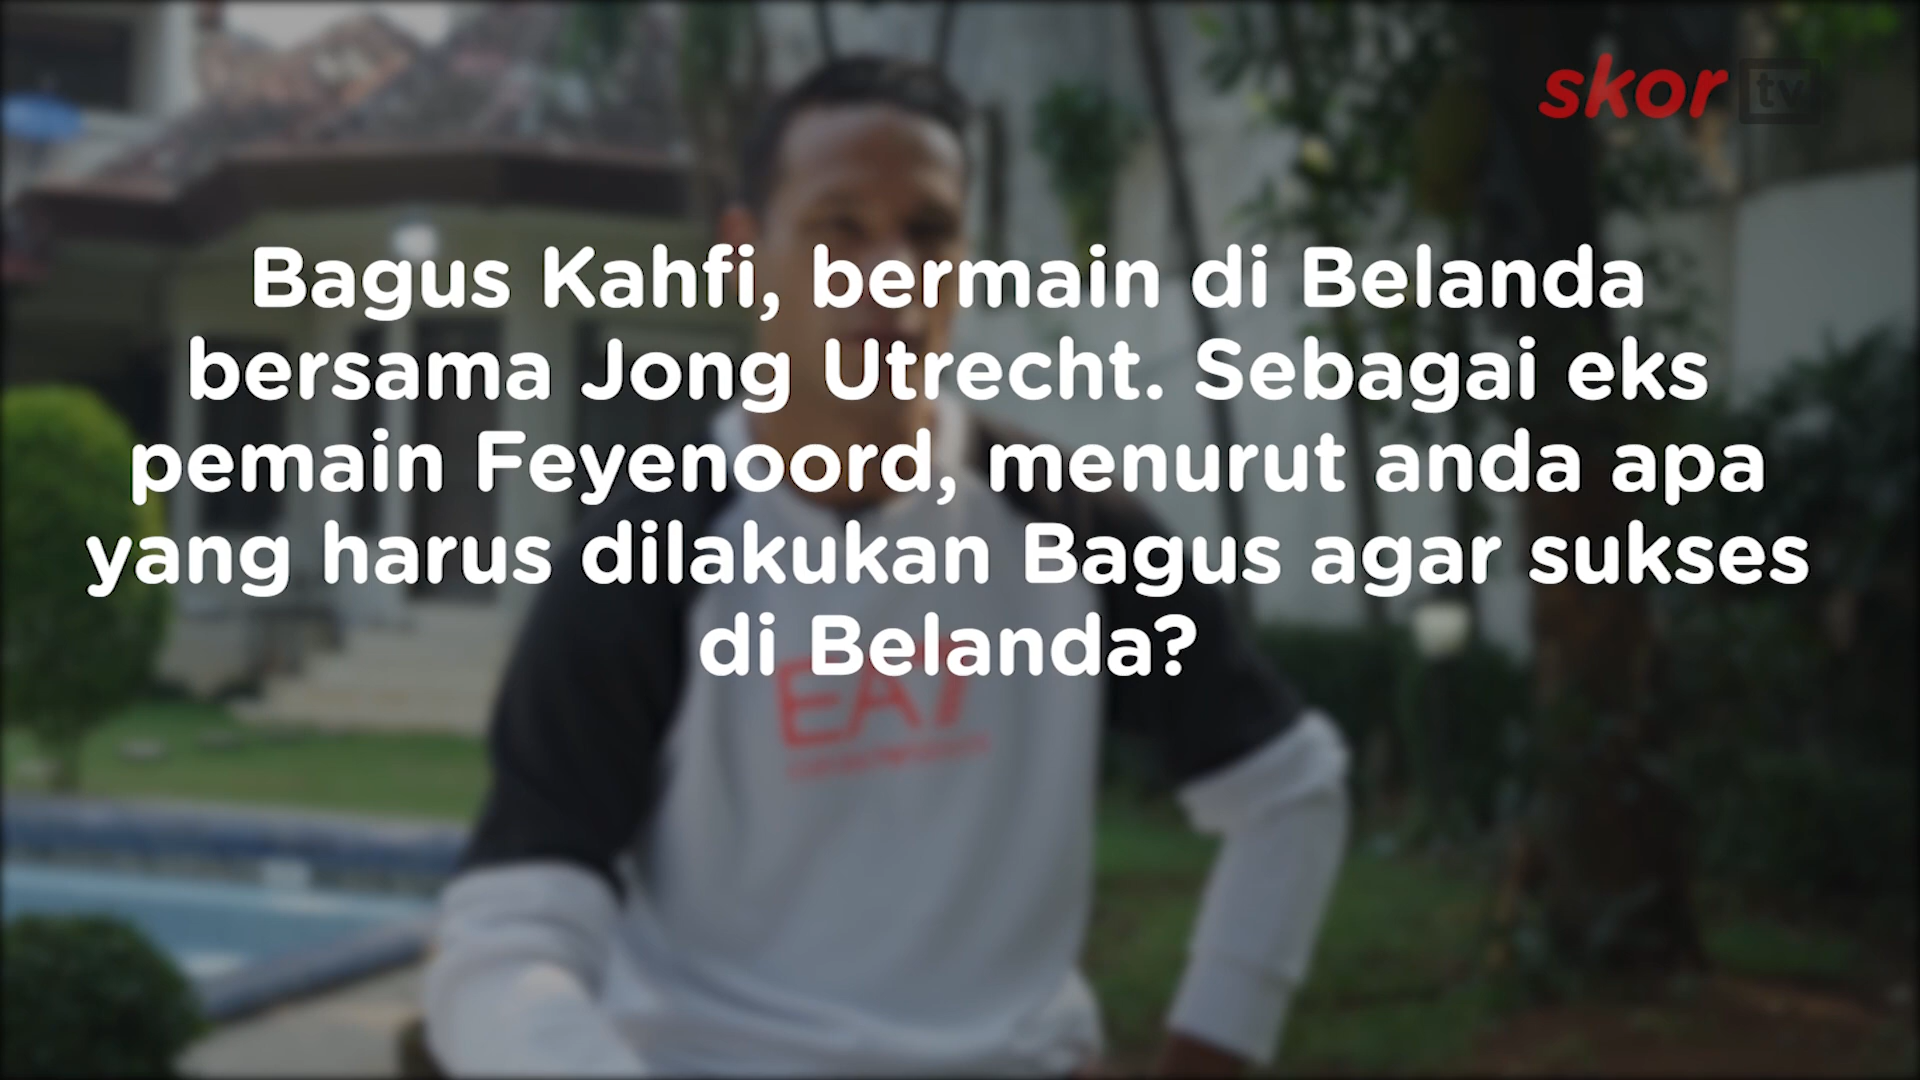 skor tv
Bagus Kahfi, bermain di Belanda
bersama Jong Utrecht. Sebagai eks
pemain Feyenoord, menurut anda apa
yang harus dilakukan Bagus agar sukses
di Belanda?
EA7